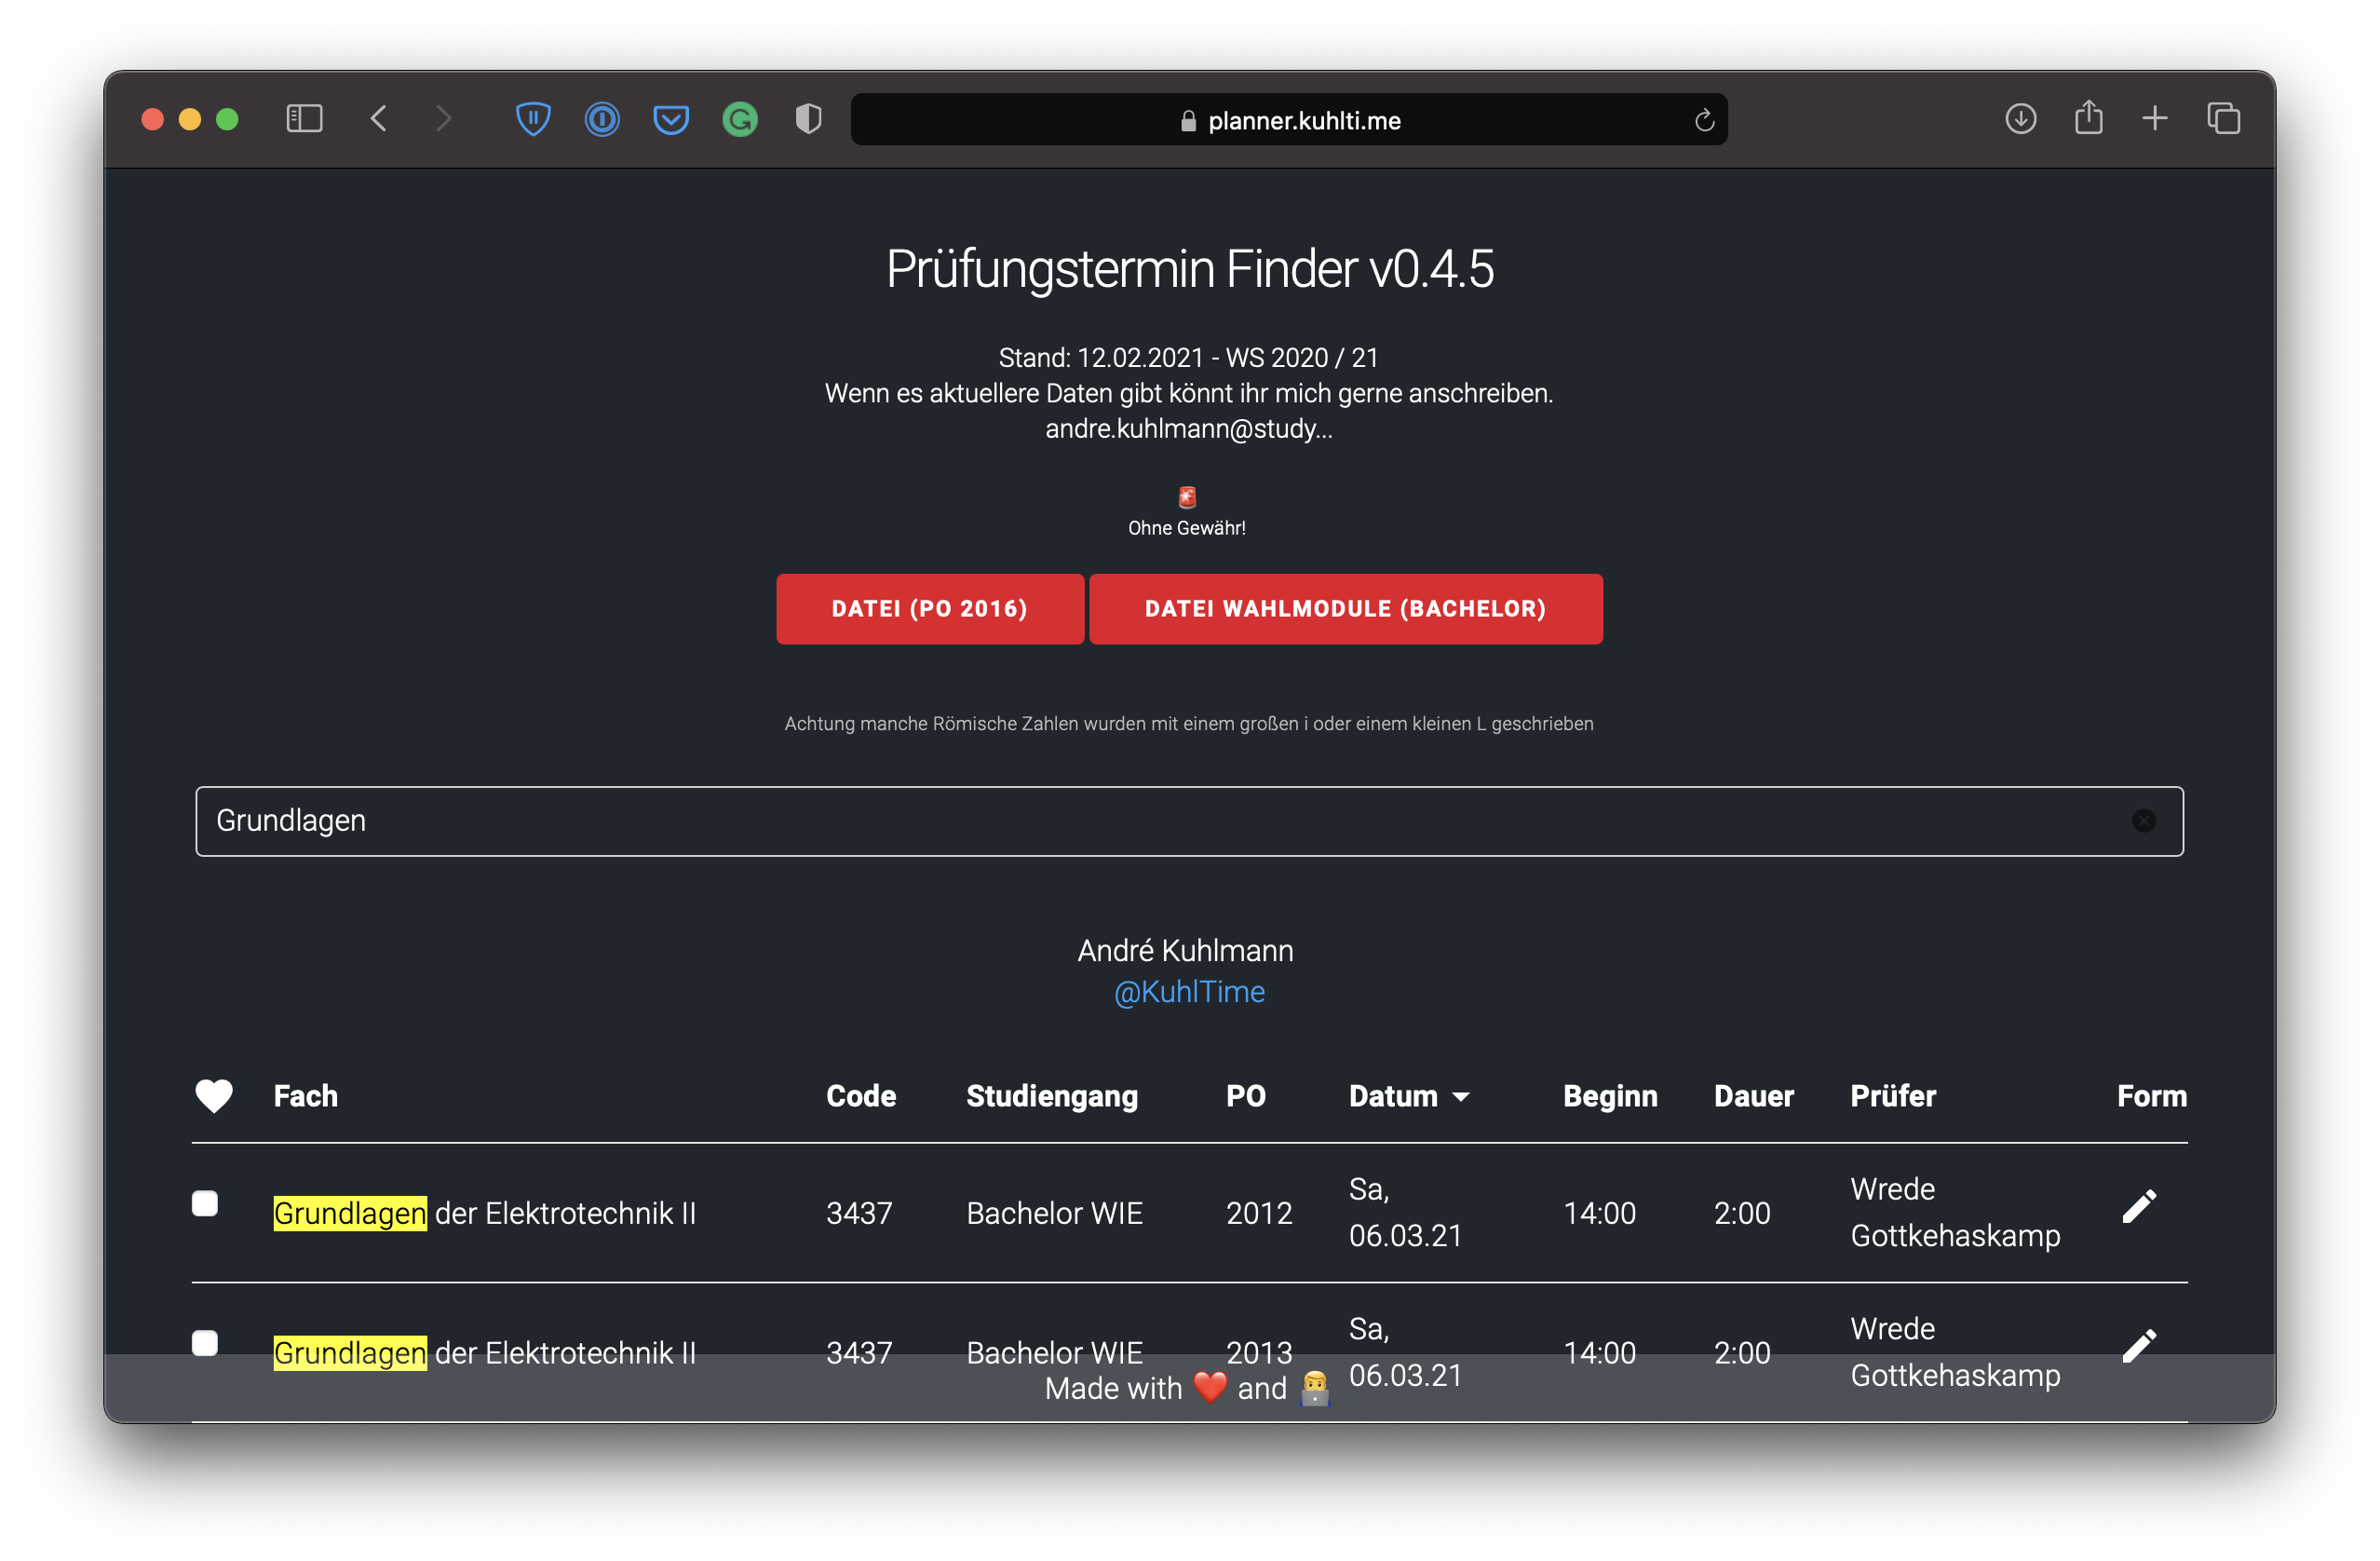 planner.kuhlti.me
Prüfungstermin Finder v0.4.5
Stand: 12.02.2021 - WS 2020 / 21
Wenn es aktuellere Daten gibt könnt ihr mich gerne anschreiben.
andre.kuhlmann@study...
Ohne Gewähr!
DATEI (PO 2016) DATEI WAHLMODULE (BACHELOR)
Achtung manche Römische Zahlen wurden mit einem großen i oder einem kleinen L geschrieben
Grundlagen
André Kuhlmann
@KuhlTime
Fach Code Studiengang PO Datum Beginn Dauer Prüfer Form
Grundlagen der Elektrotechnik II 3437 Bachelor WIE 2012 Sa, 06.03.21 14:00 2:00 Wrede Gottkehaskamp
Grundlagen der Elektrotechnik II 3437 Bachelor WIE 2013 Sa, 06.03.21 14:00 2:00 Wrede Gottkehaskamp
Made with ❤️ and 👨‍💻